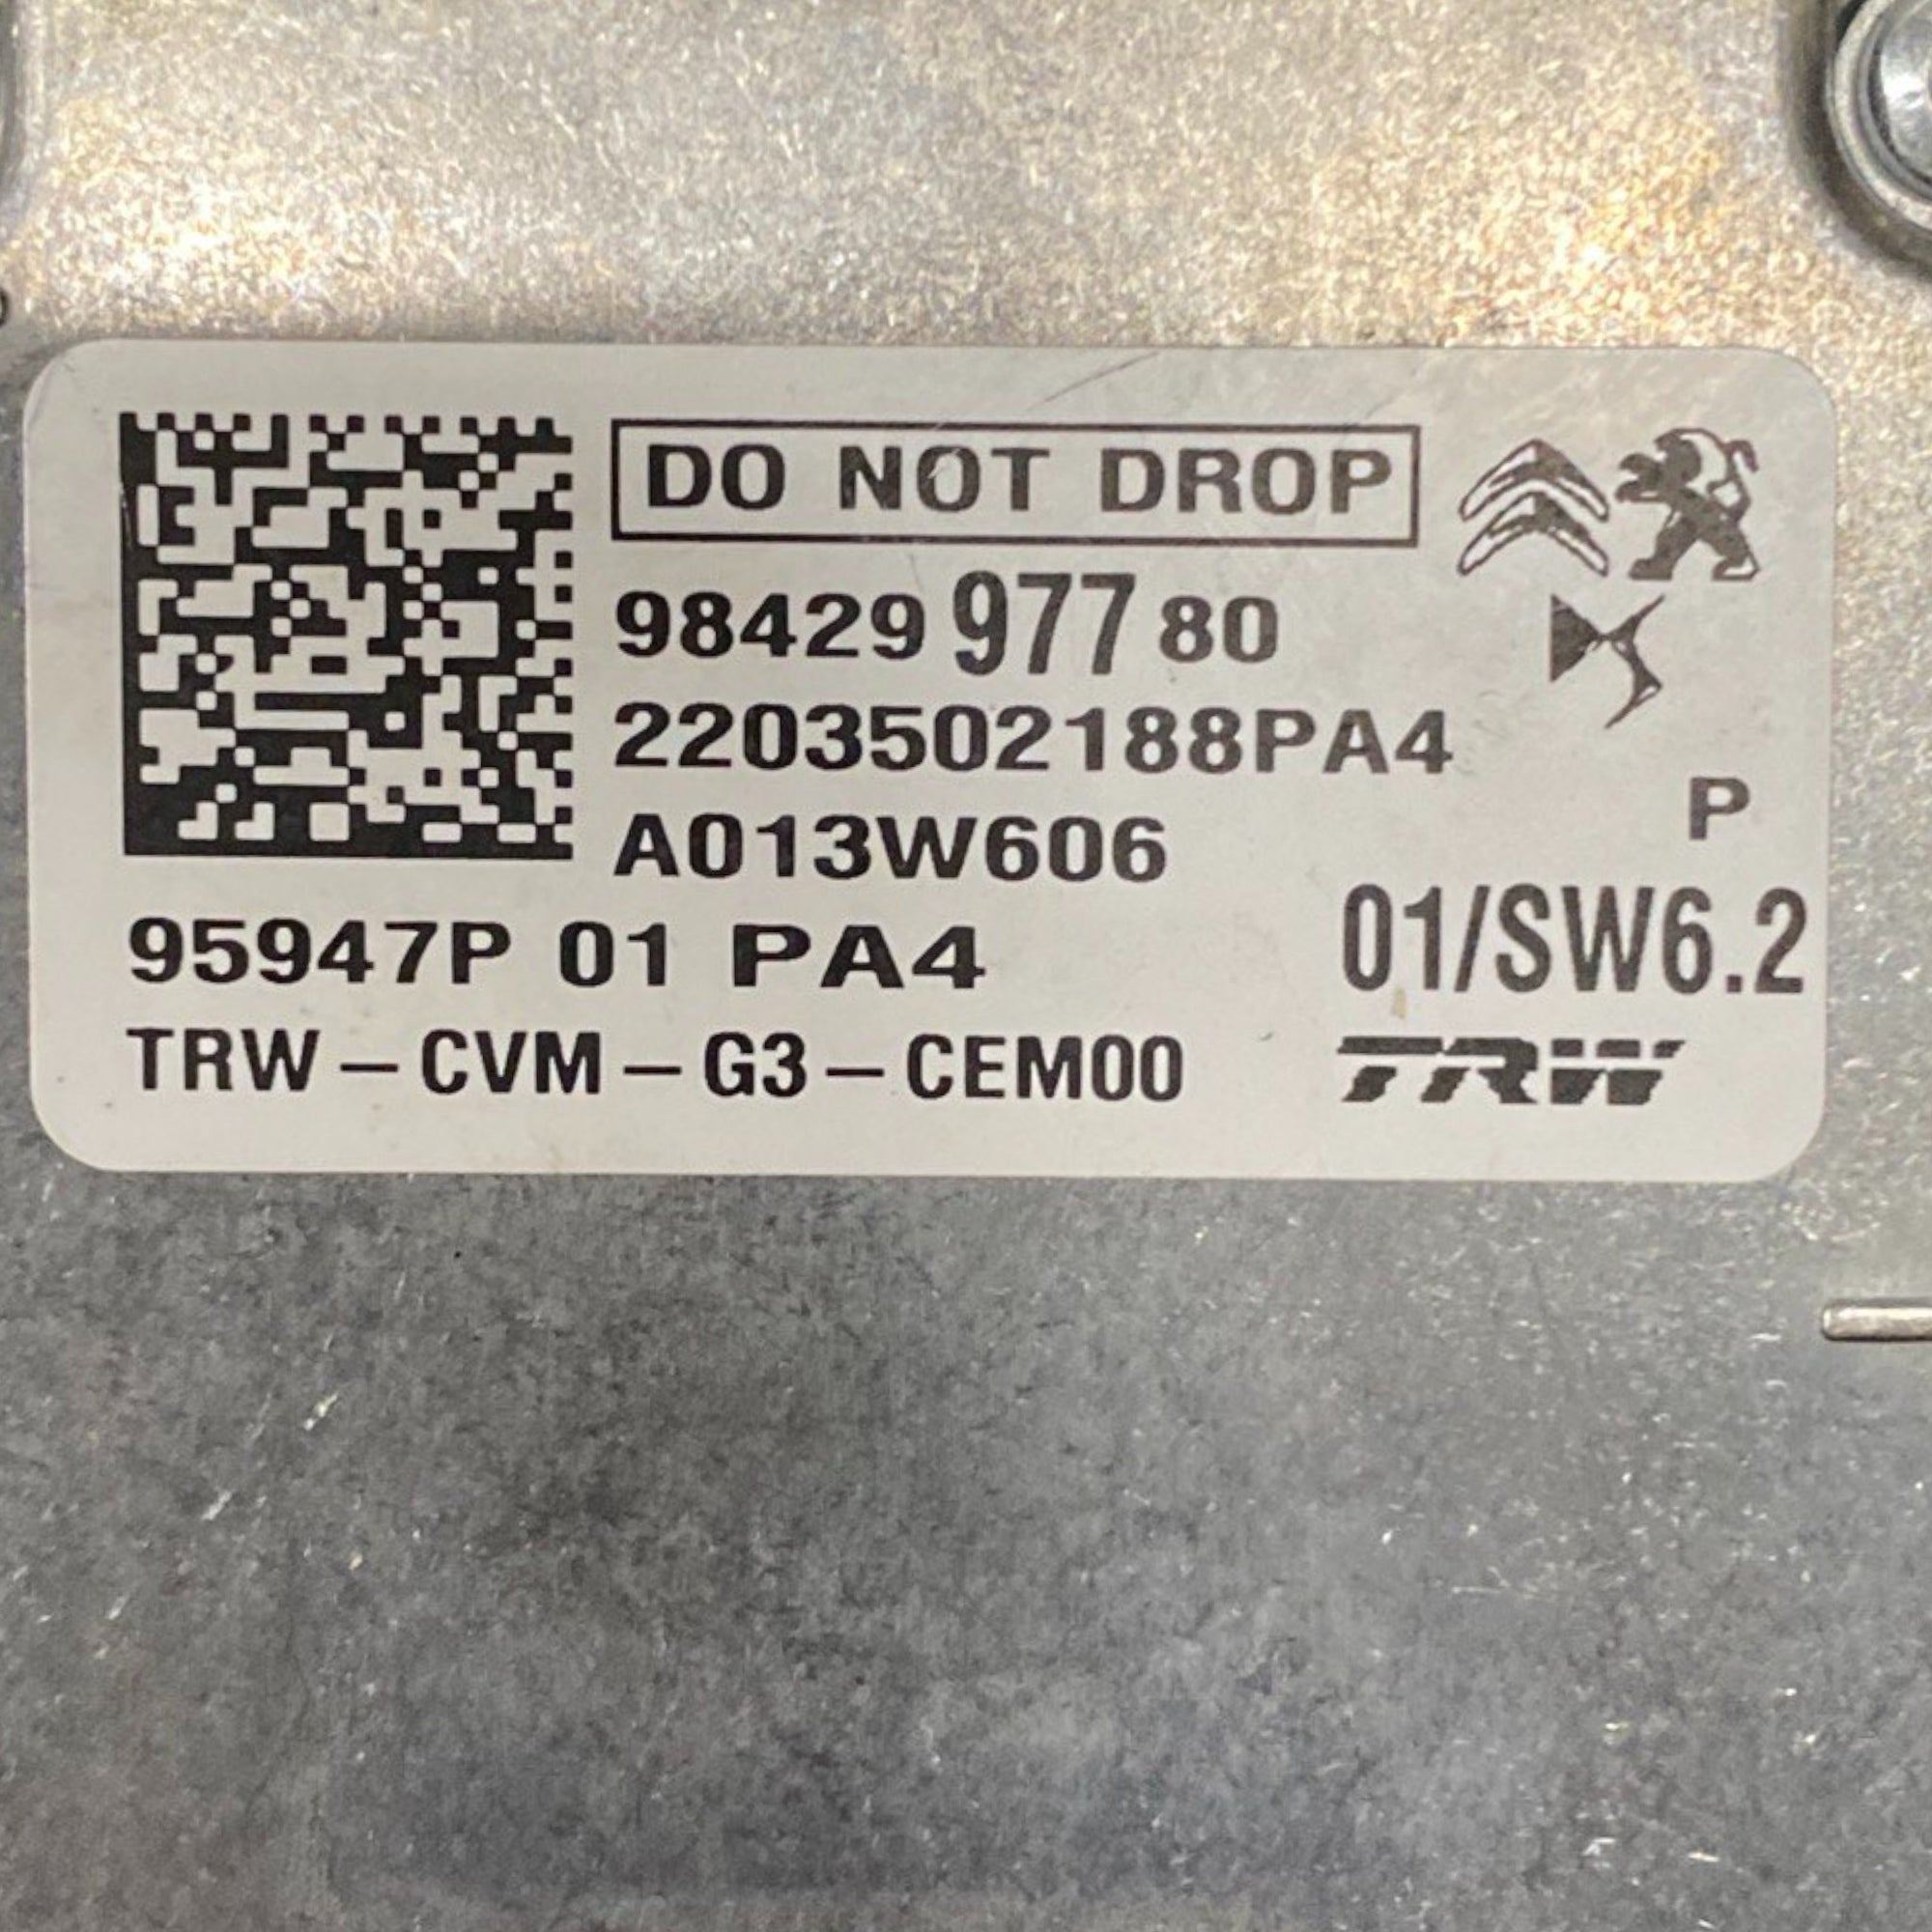 DO NOT DROP
98429 977 80
2203502188PA4
P
A013W606
95947P 01 PA4 01/SW6.2
TRW-CVM-G3-CEM00 TRW